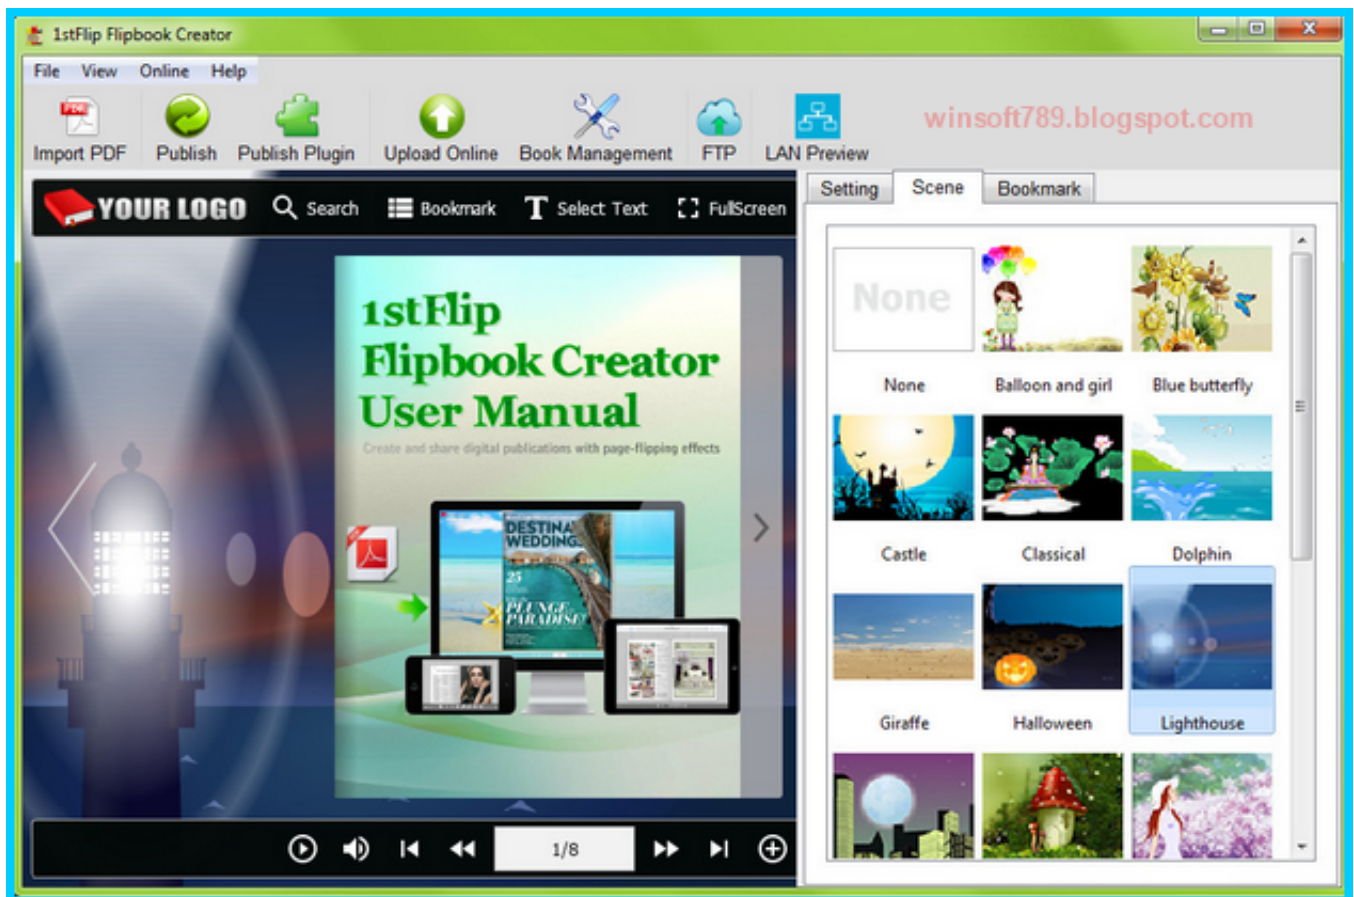 1stFlip Flipbook Creator
File View Online Help
Import PDF Publish Publish Plugin Upload Online Book Management FTP LAN Preview
winsoft789.blogspot.com
YOUR LOGO Search Bookmark Select Text FullScreen
Setting Scene Bookmark
1stFlip
Flipbook Creator
User Manual
Create and share digital publications with page-flipping effects
DESTINA
WEDDING
25
PLUNGE
PARADISE!
1/8
None
None Balloon and girl Blue butterfly
Castle Classical Dolphin
Giraffe Halloween Lighthouse